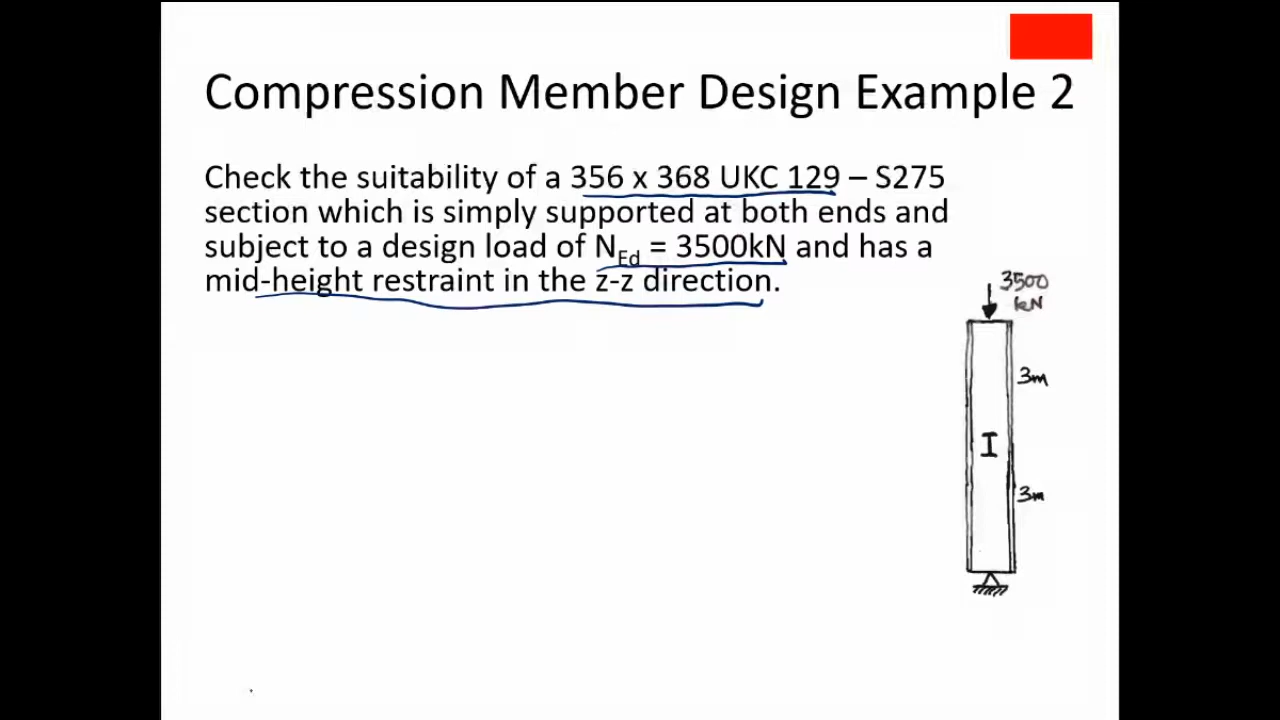 Compression Member Design Example 2
Check the suitability of a 356 x 368 UKC 129 – S275
section which is simply supported at both ends and
subject to a design load of NEd = 3500kN and has a
mid-height restraint in the z-z direction.
3500
kN
3m
I
3m